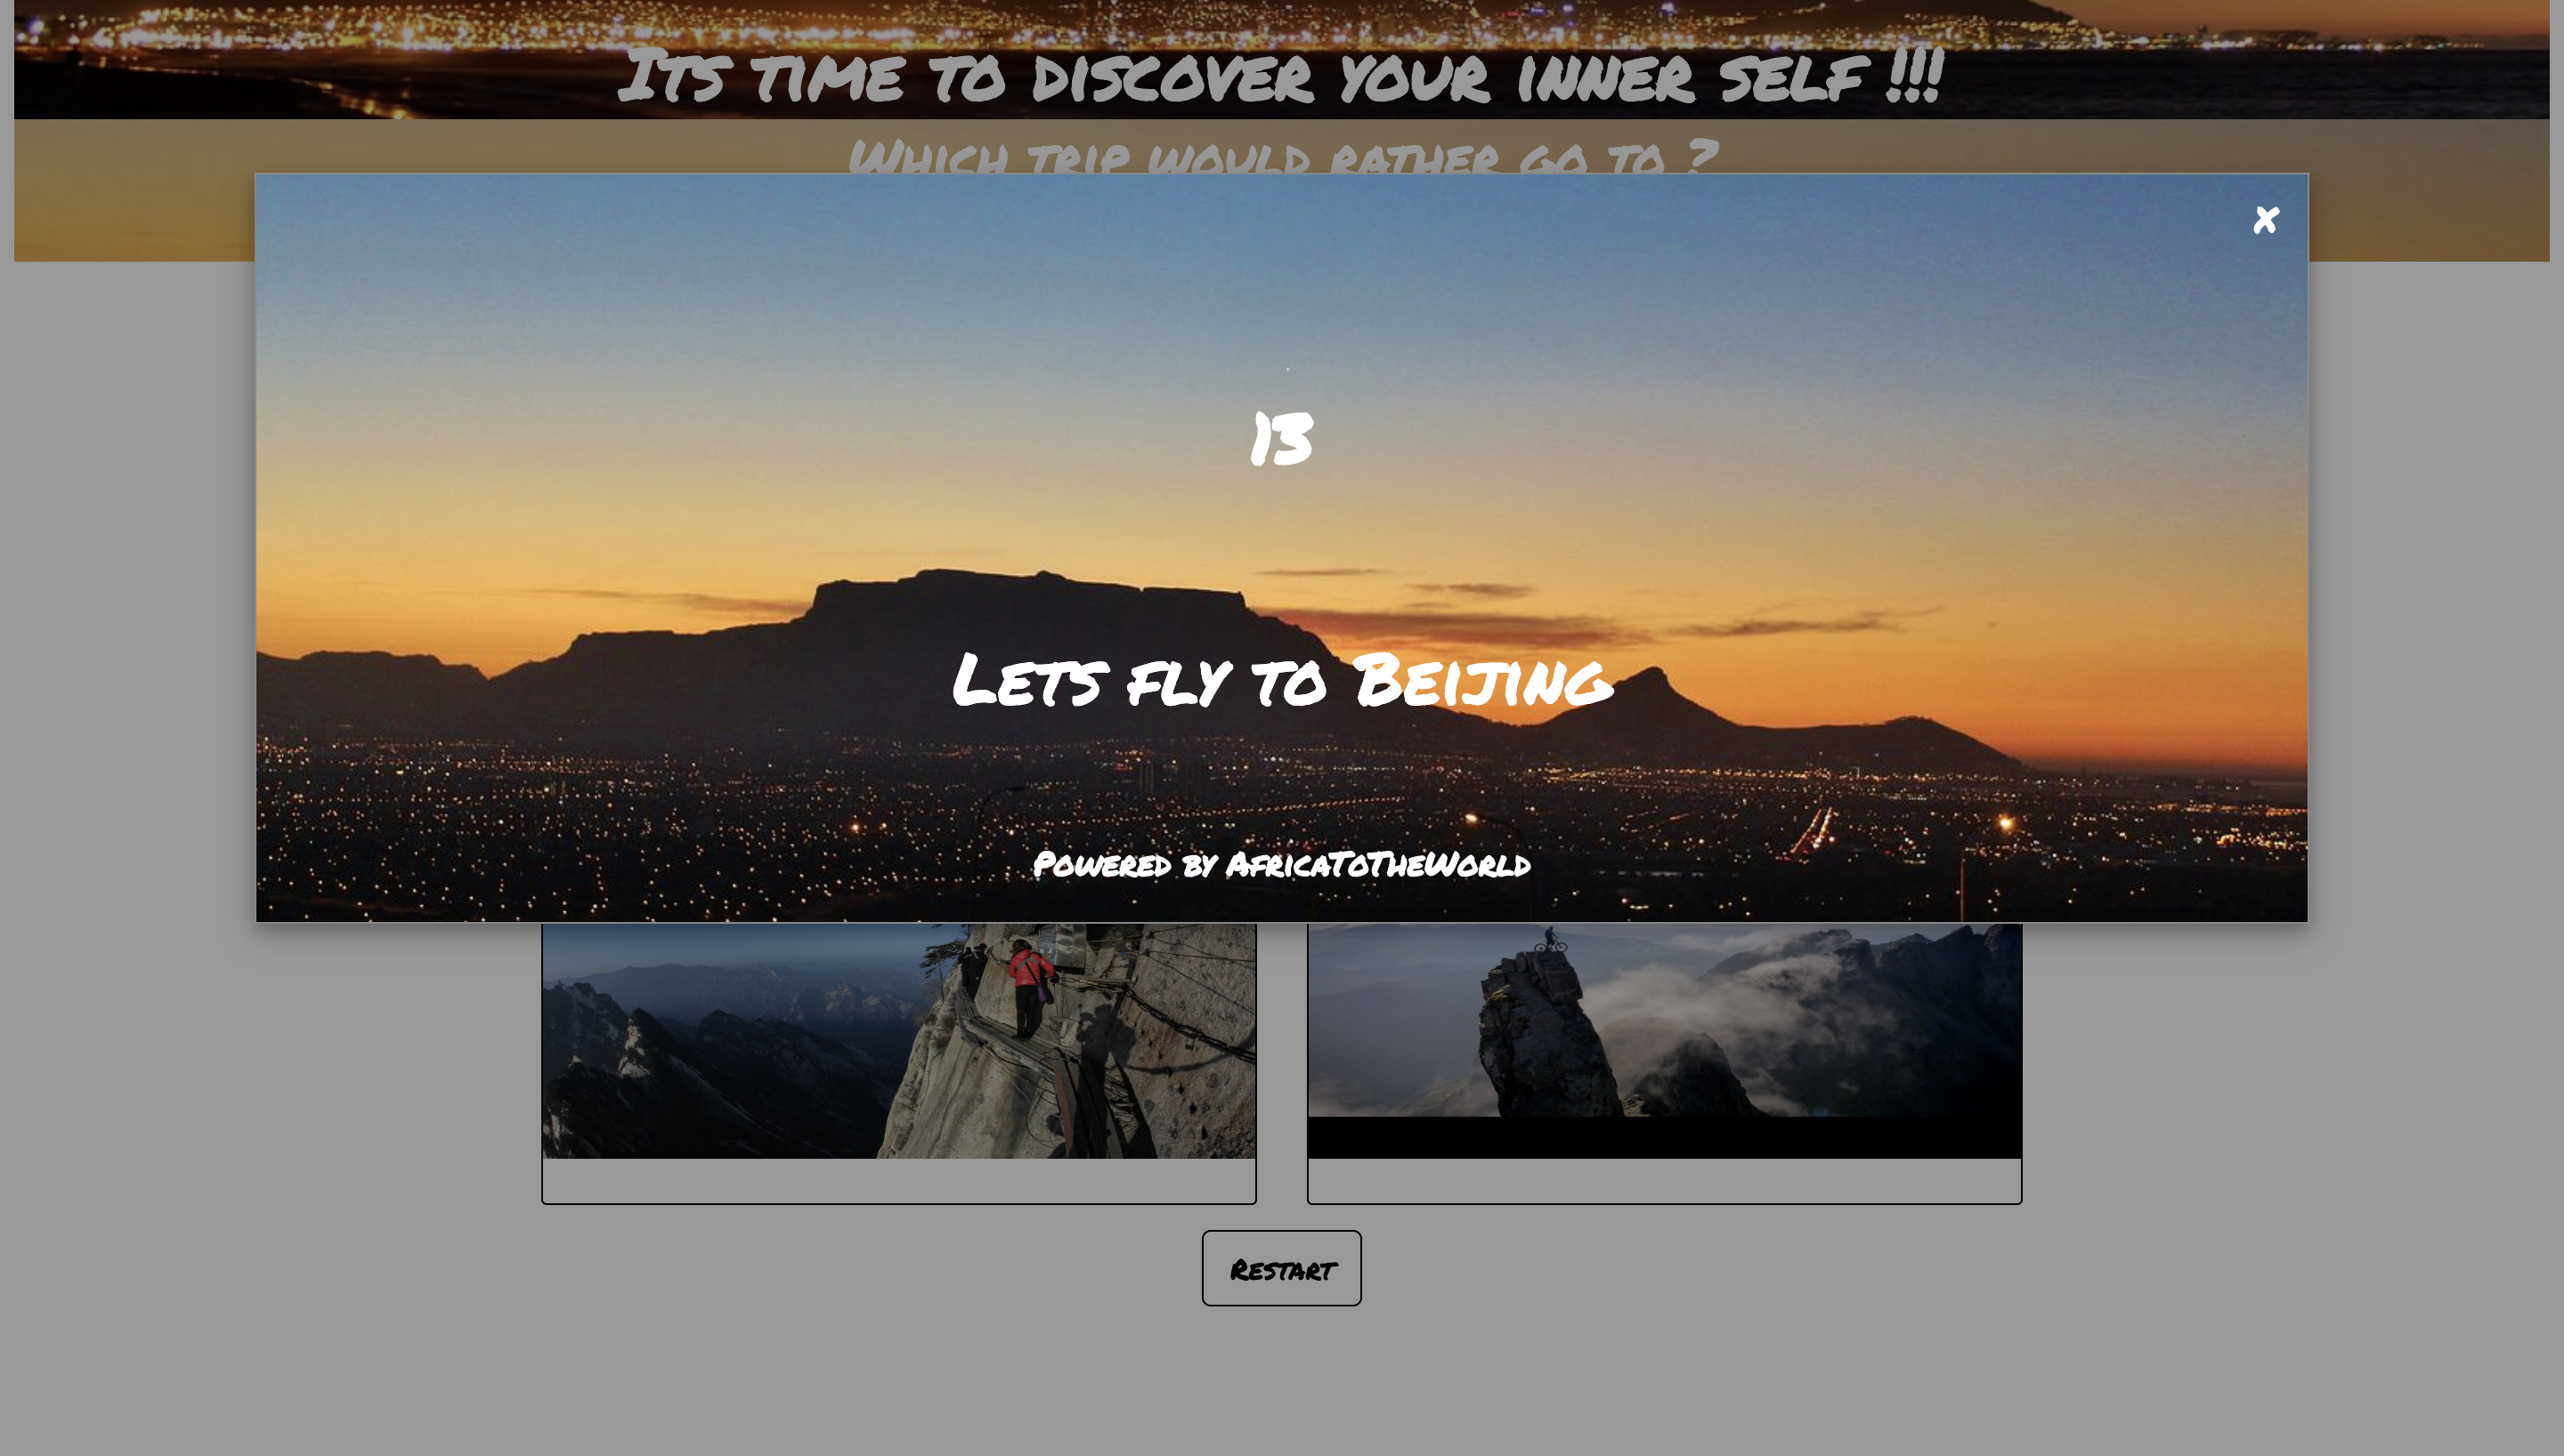 Its time to discover your inner self !!!
Which trip would rather go to ?
✘
13
Lets fly to Beijing
Powered by AfricaToTheWorld
Restart